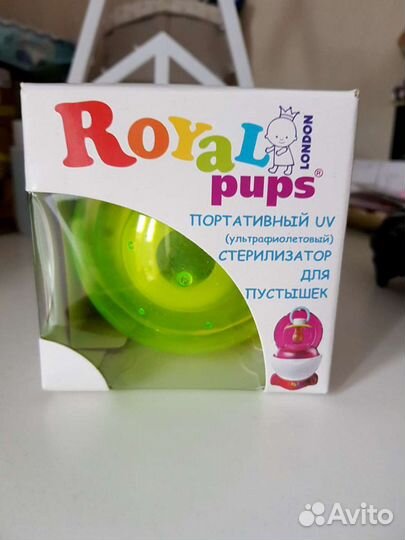 ROYAL
LONDON
pups®
ПОРТАТИВНЫЙ UV
(ультрафиолетовый)
СТЕРИЛИЗАТОР
ДЛЯ
ПУСТЫШЕК
Avito